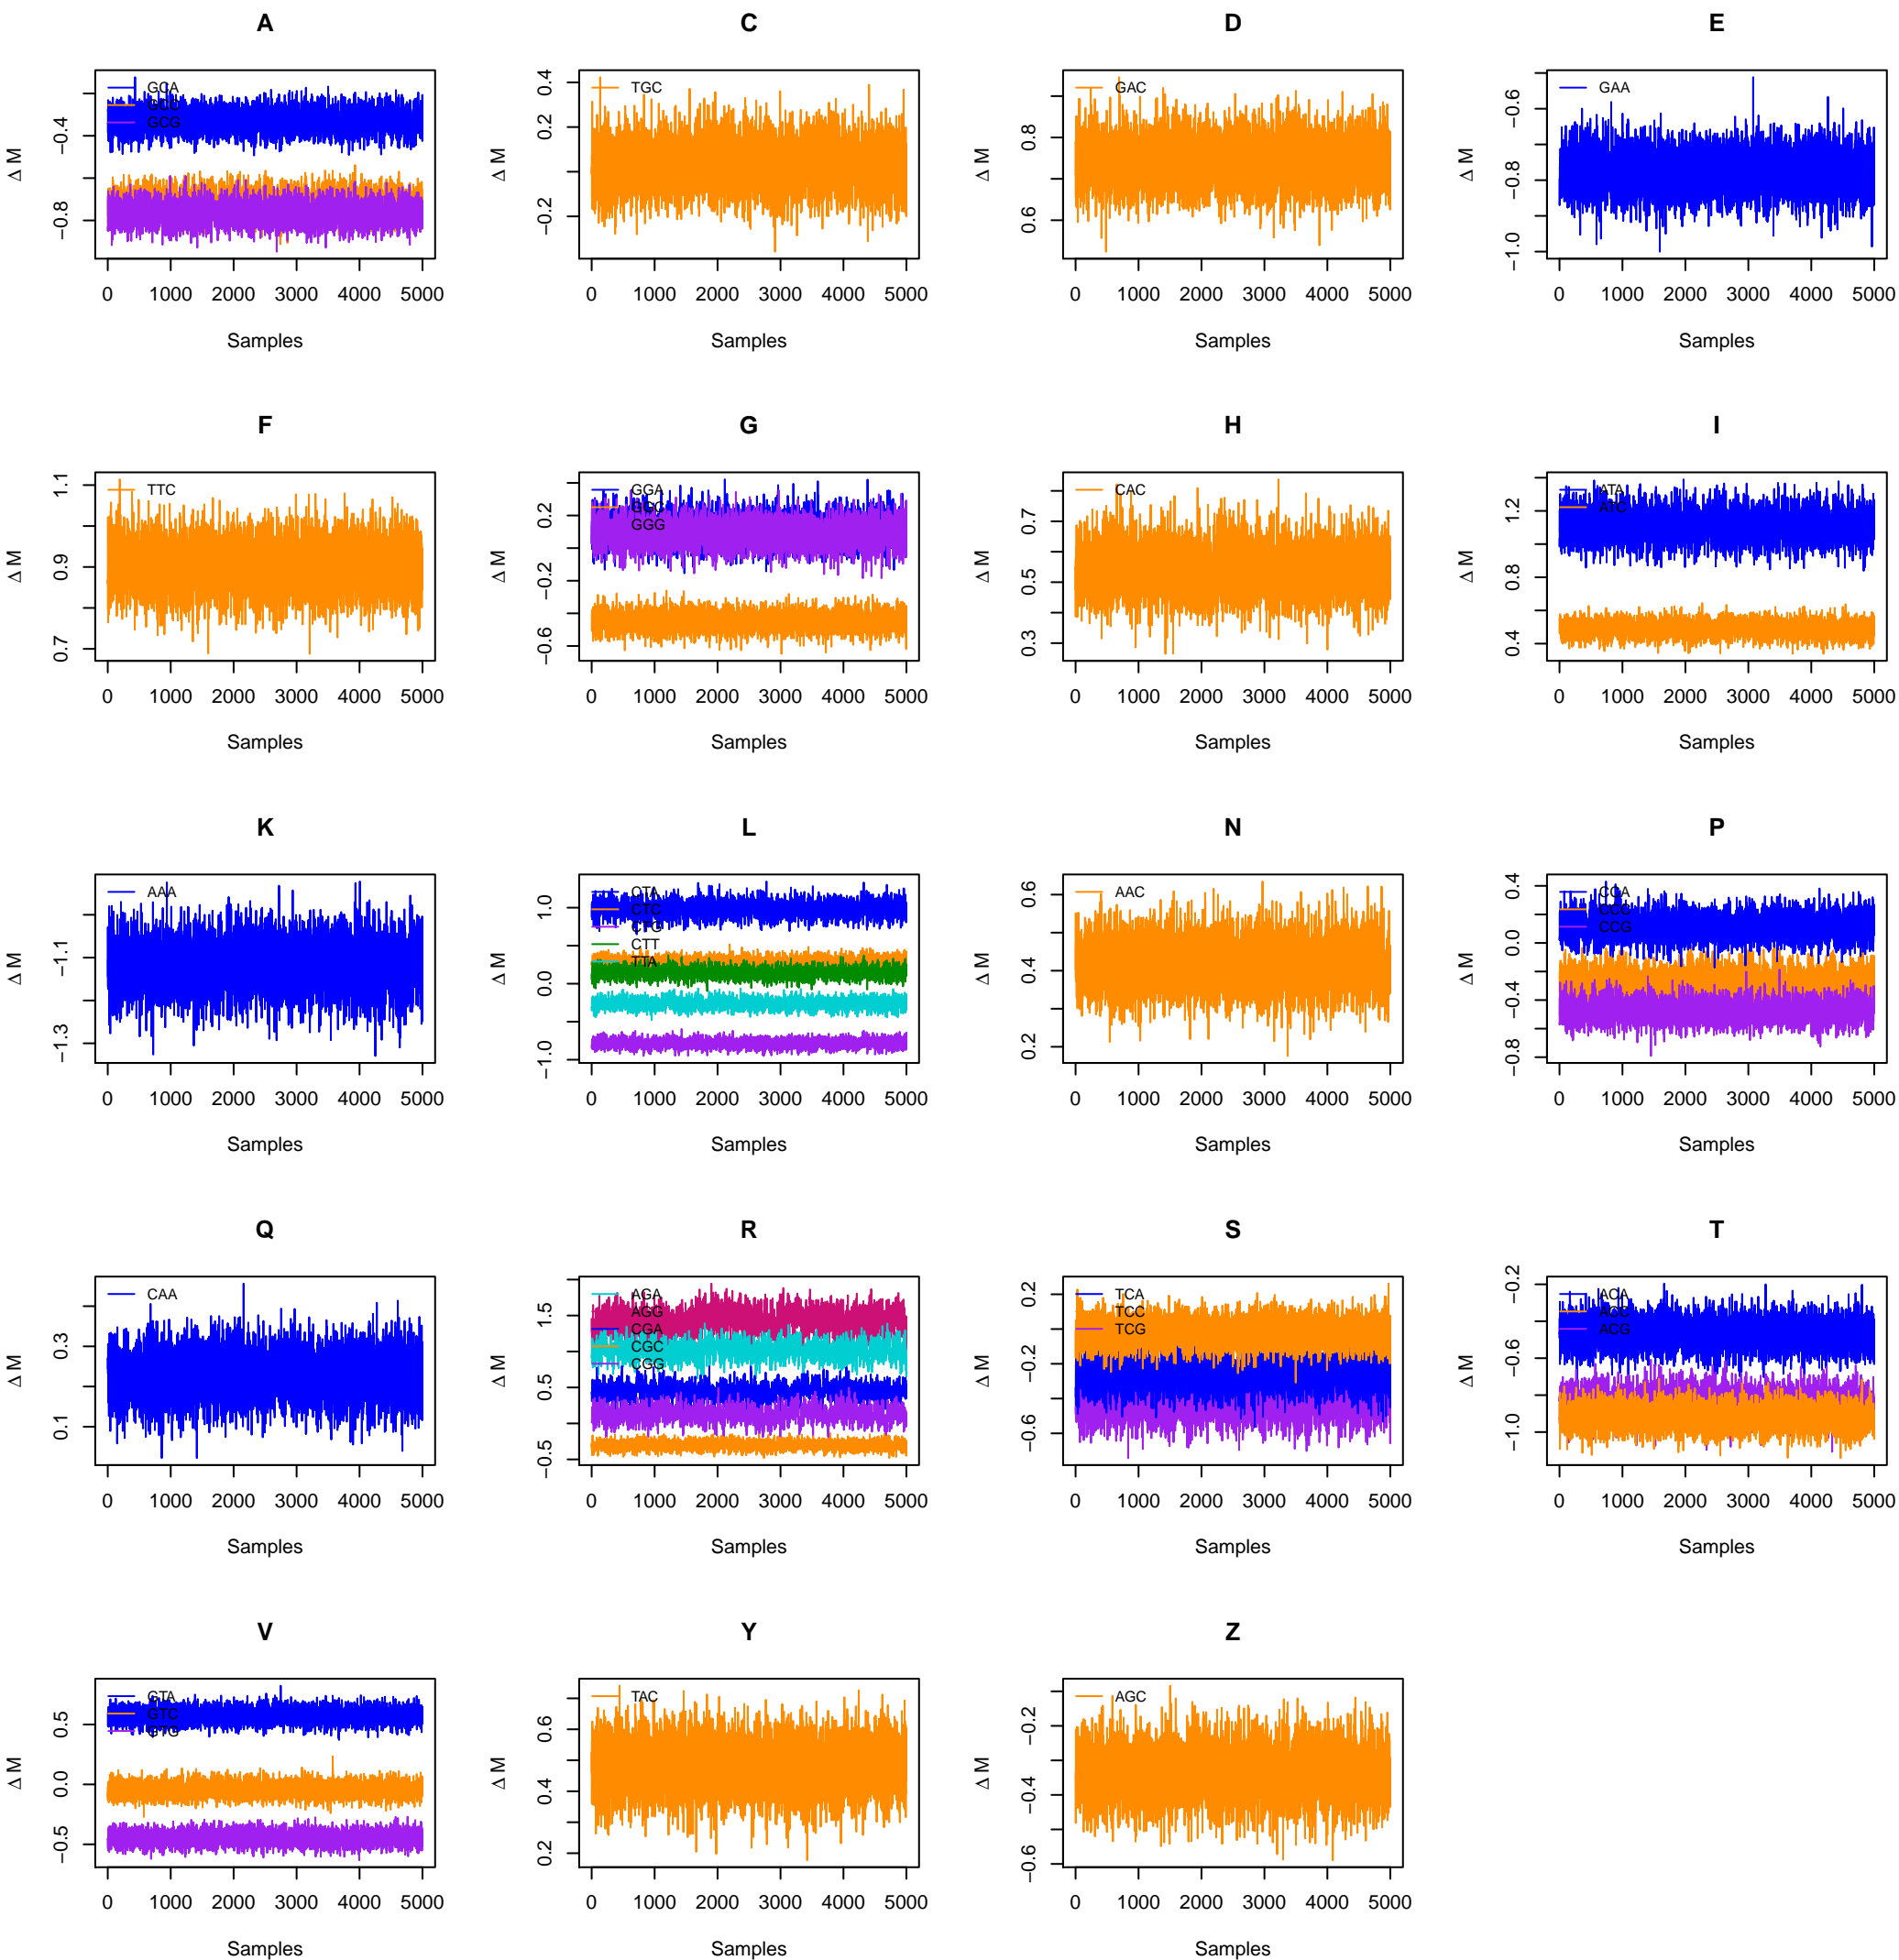 A C D E
Δ M −0.8 −0.4 GCA GCC GCG 0 1000 2000 3000 4000 5000 Samples
Δ M −0.2 0.2 0.4 TGC 0 1000 2000 3000 4000 5000 Samples
Δ M 0.6 0.8 GAC 0 1000 2000 3000 4000 5000 Samples
Δ M −1.0 −0.8 −0.6 GAA 0 1000 2000 3000 4000 5000 Samples
F G H I
Δ M 0.7 0.9 1.1 TTC 0 1000 2000 3000 4000 5000 Samples
Δ M −0.6 −0.2 0.2 GGA GGC GGG 0 1000 2000 3000 4000 5000 Samples
Δ M 0.3 0.5 0.7 CAC 0 1000 2000 3000 4000 5000 Samples
Δ M 0.4 0.8 1.2 ATA ATC 0 1000 2000 3000 4000 5000 Samples
K L N P
Δ M −1.3 −1.1 AAA 0 1000 2000 3000 4000 5000 Samples
Δ M −1.0 0.0 1.0 CTA CTC CTG CTT TTA 0 1000 2000 3000 4000 5000 Samples
Δ M 0.2 0.4 0.6 AAC 0 1000 2000 3000 4000 5000 Samples
Δ M −0.8 −0.4 0.0 0.4 CCA CCC CCG 0 1000 2000 3000 4000 5000 Samples
Q R S T
Δ M 0.1 0.3 CAA 0 1000 2000 3000 4000 5000 Samples
Δ M −0.5 0.5 1.5 AGA AGG CGA CGC CGG 0 1000 2000 3000 4000 5000 Samples
Δ M −0.6 −0.2 0.2 TCA TCC TCG 0 1000 2000 3000 4000 5000 Samples
Δ M −1.0 −0.6 −0.2 ACA ACC ACG 0 1000 2000 3000 4000 5000 Samples
V Y Z
Δ M −0.5 0.0 0.5 GTA GTC GTG 0 1000 2000 3000 4000 5000 Samples
Δ M 0.2 0.4 0.6 TAC 0 1000 2000 3000 4000 5000 Samples
Δ M −0.6 −0.4 −0.2 AGC 0 1000 2000 3000 4000 5000 Samples